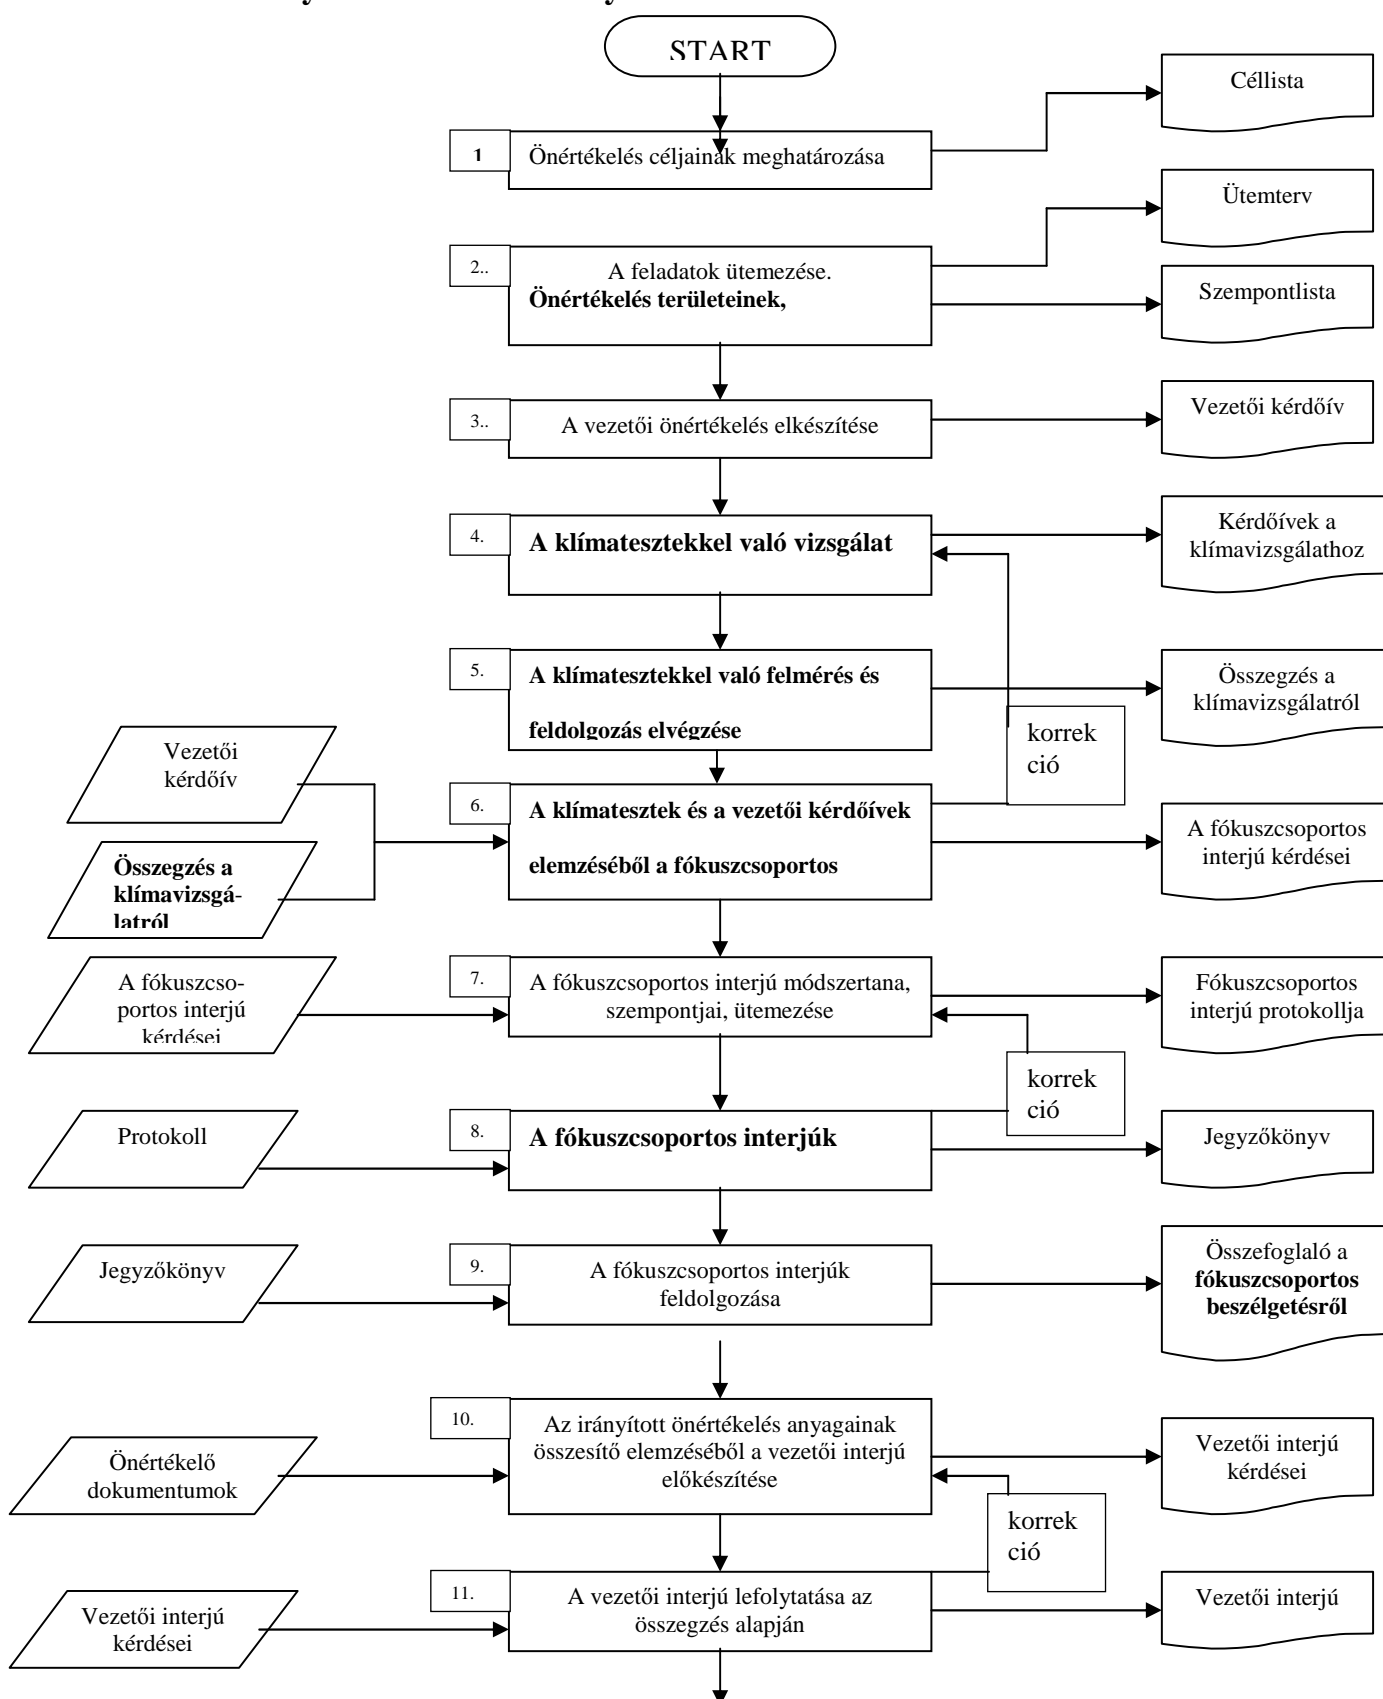 START
Céllista
1
Önértékelés céljainak meghatározása
Ütemterv
2..
A feladatok ütemezése.
Önértékelés területeinek,
Szempontlista
3..
A vezetői önértékelés elkészítése
Vezetői kérdőív
4.
A klímatesztekkel való vizsgálat
Kérdőívek a
klímavizsgálathoz
5.
A klímatesztekkel való felmérés és
feldolgozás elvégzése
Összegzés a
klímavizsgálatról
korrek
ció
Vezetői
kérdőív
Összegzés a
klímavizsgá-
latról
6.
A klímatesztek és a vezetői kérdőívek
elemzéséből a fókuszcsoportos
A fókuszcsoportos
interjú kérdései
A fókuszcso-
portos interjú
kérdései
7.
A fókuszcsoportos interjú módszertana,
szempontjai, ütemezése
Fókuszcsoportos
interjú protokollja
korrek
ció
Protokoll
8.
A fókuszcsoportos interjúk
Jegyzőkönyv
Jegyzőkönyv
9.
A fókuszcsoportos interjúk
feldolgozása
Összefoglaló a
fókuszcsoportos
beszélgetésről
Önértékelő
dokumentumok
10.
Az irányított önértékelés anyagainak
összesítő elemzéséből a vezetői interjú
előkészítése
Vezetői interjú
kérdései
korrek
ció
Vezetői interjú
kérdései
11.
A vezetői interjú lefolytatása az
összegzés alapján
Vezetői interjú